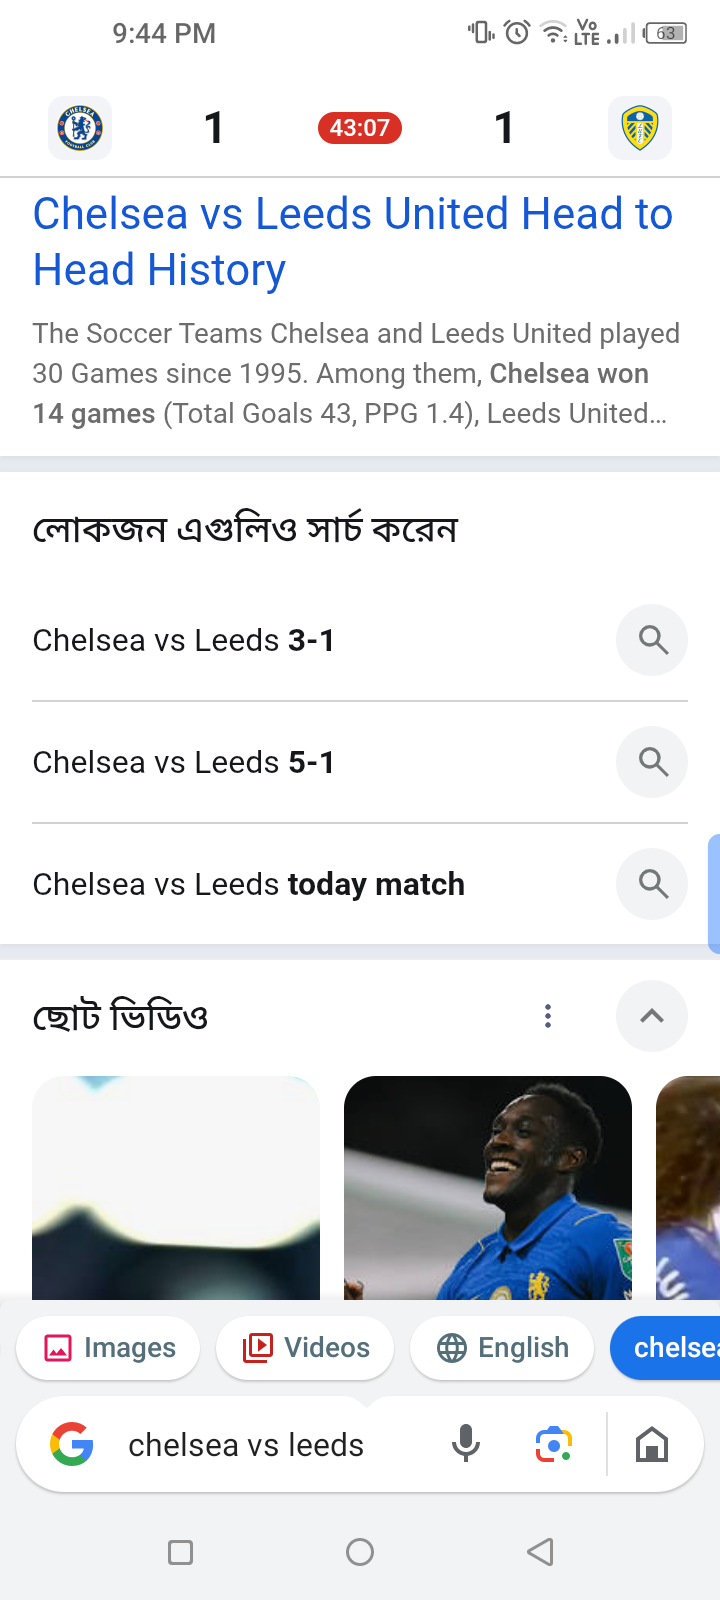 9:44 PM Vo LTE 63
1 43:07 1
Chelsea vs Leeds United Head to
Head History
The Soccer Teams Chelsea and Leeds United played
30 Games since 1995. Among them, Chelsea won
14 games (Total Goals 43, PPG 1.4), Leeds United...
লোকজন এগুলিও সার্চ করেন
Chelsea vs Leeds 3-1
Chelsea vs Leeds 5-1
Chelsea vs Leeds today match
ছোট ভিডিও
Images Videos English chelsea
chelsea vs leeds